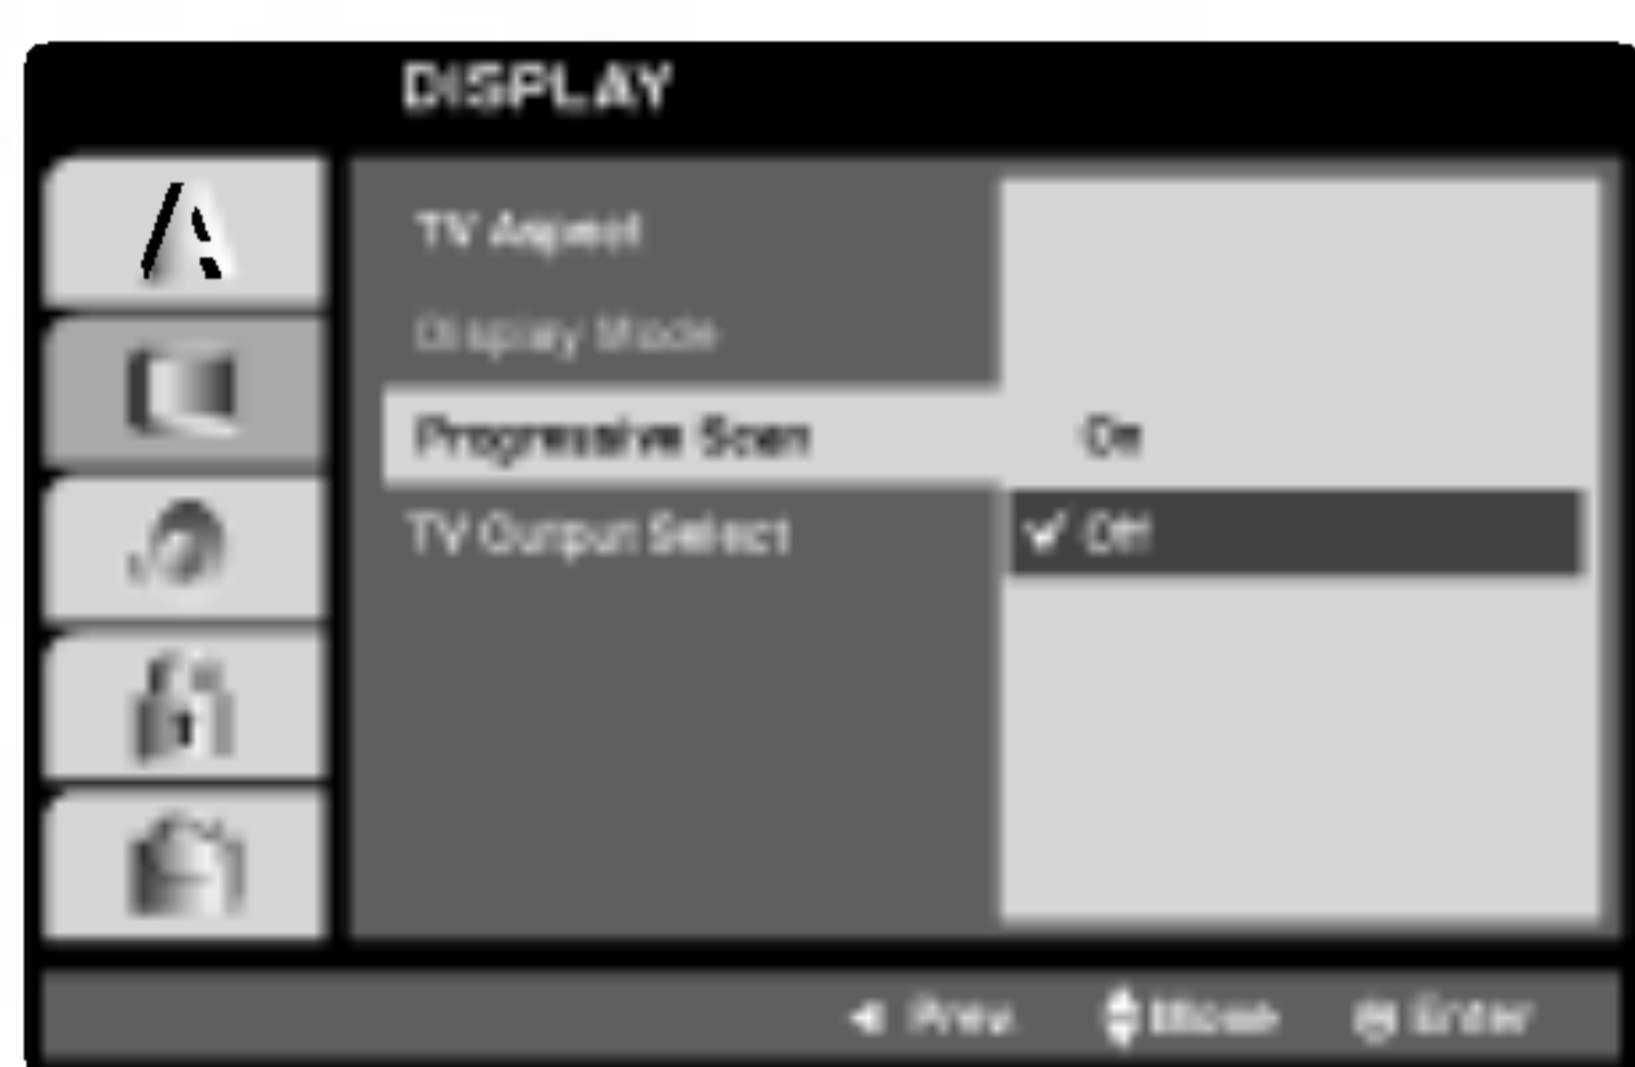 DISPLAY
TV Aspect
Display Mode
Progressive Scan On
TV Output Select Off
Prev. Move Enter